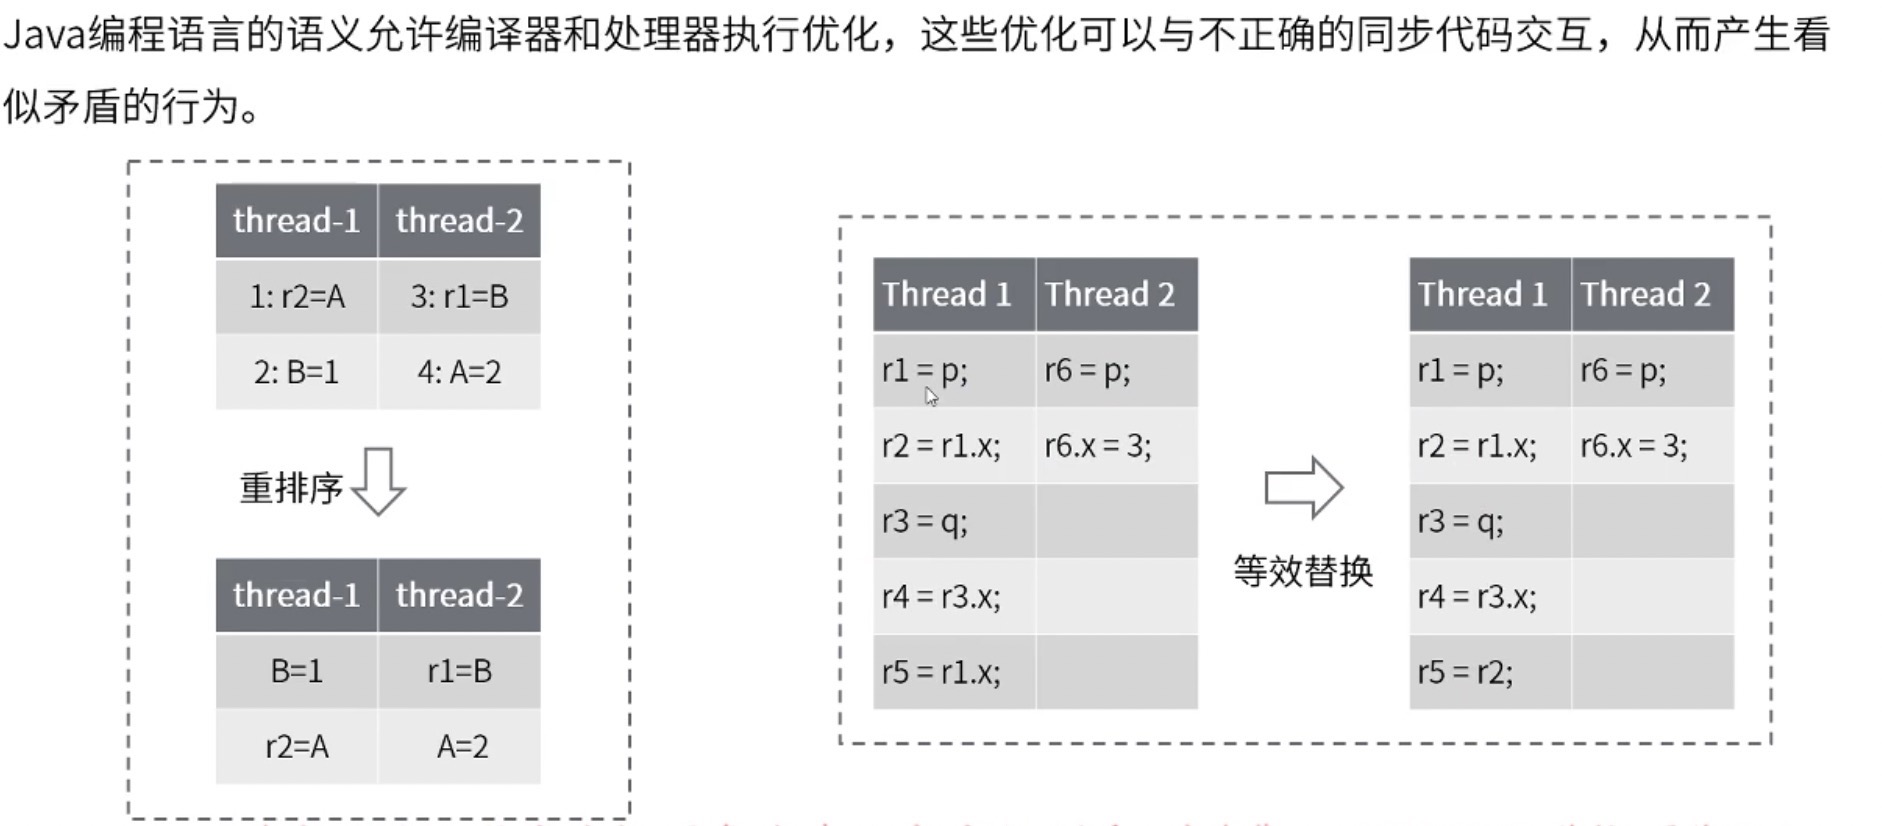 Java编程语言的语义允许编译器和处理器执行优化，这些优化可以与不正确的同步代码交互，从而产生看
似矛盾的行为。
thread-1 thread-2
1: r2=A 3: r1=B
2: B=1 4: A=2
重排序
thread-1 thread-2
B=1 r1=B
r2=A A=2
Thread 1 Thread 2
r1 = p; r6 = p;
r2 = r1.x; r6.x = 3;
r3 = q;
r4 = r3.x;
r5 = r1.x;
等效替换
Thread 1 Thread 2
r1 = p; r6 = p;
r2 = r1.x; r6.x = 3;
r3 = q;
r4 = r3.x;
r5 = r2;